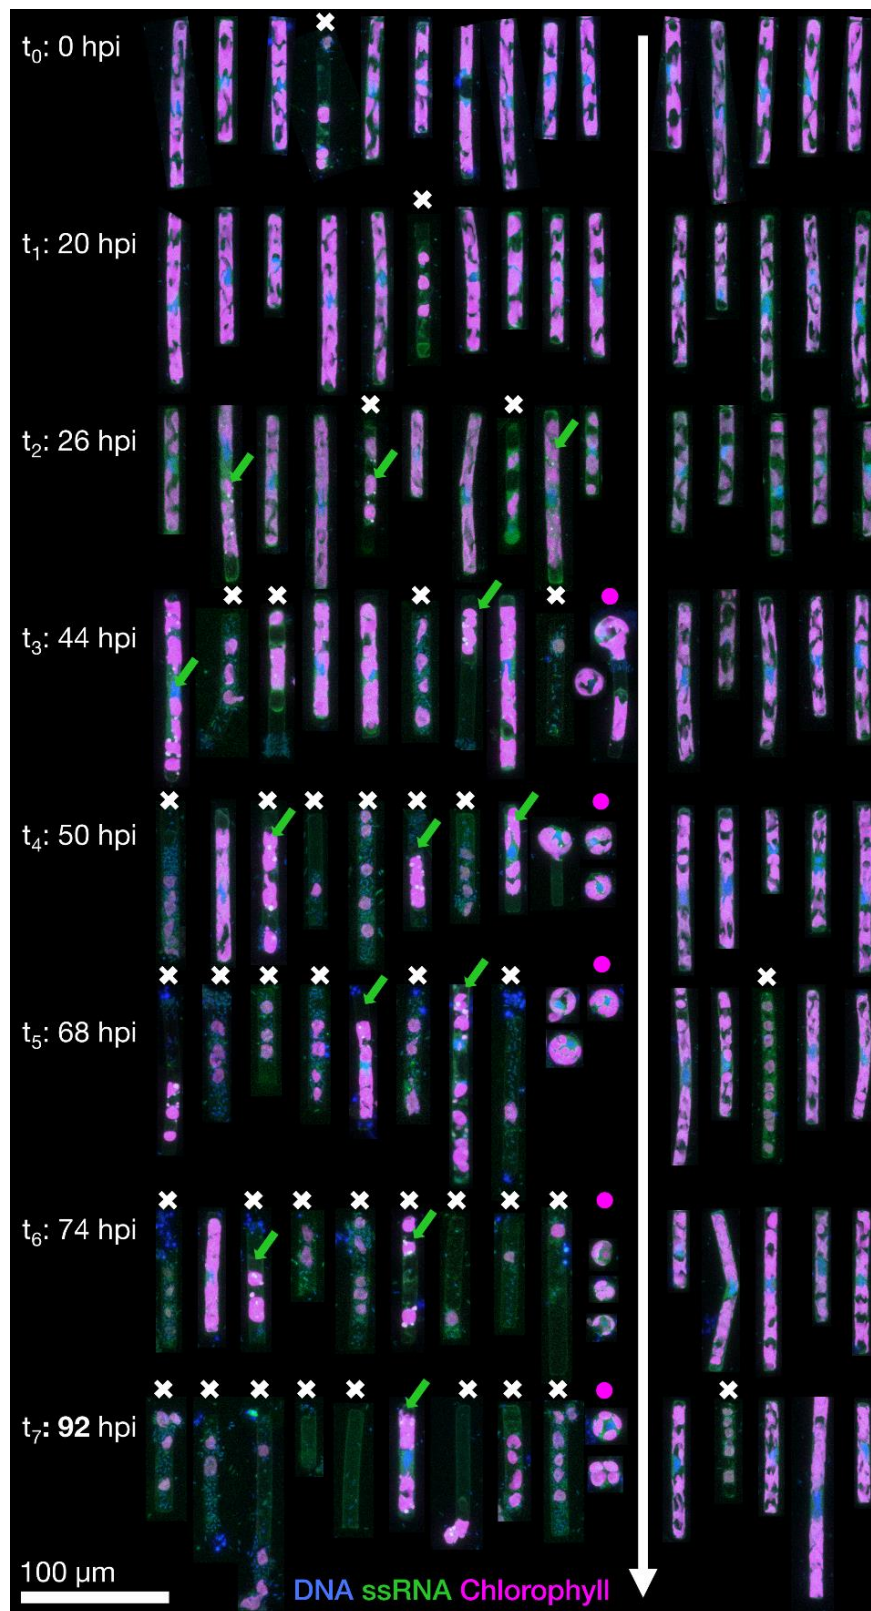 t₀: 0 hpi
t₁: 20 hpi
t₂: 26 hpi
t₃: 44 hpi
t₄: 50 hpi
t₅: 68 hpi
t₆: 74 hpi
t₇: 92 hpi
100 µm
DNA ssRNA Chlorophyll